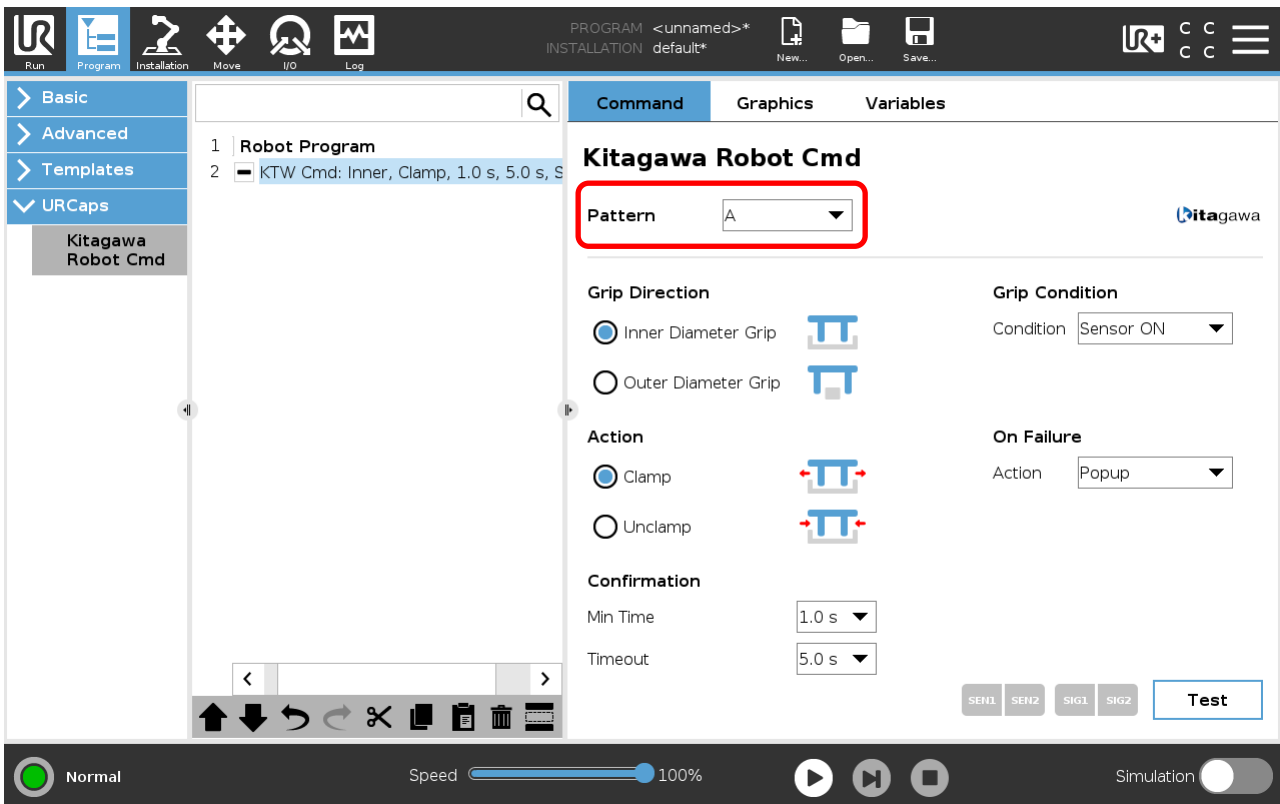 PROGRAM <unnamed>*
INSTALLATION default*
Run
Program
Installation
Move
I/O
Log
New...
Open...
Save...
UR+
C C
C C
Basic
Advanced
Templates
URCaps
Kitagawa
Robot Cmd
1 Robot Program
2 KTW Cmd: Inner, Clamp, 1.0 s, 5.0 s, S
Command Graphics Variables
Kitagawa Robot Cmd
Pattern A
kitagawa
Grip Direction
Inner Diameter Grip
Outer Diameter Grip
Grip Condition
Condition Sensor ON
Action
Clamp
Unclamp
On Failure
Action Popup
Confirmation
Min Time 1.0 s
Timeout 5.0 s
SEN1 SEN2 SIG1 SIG2 Test
Normal Speed 100% Simulation